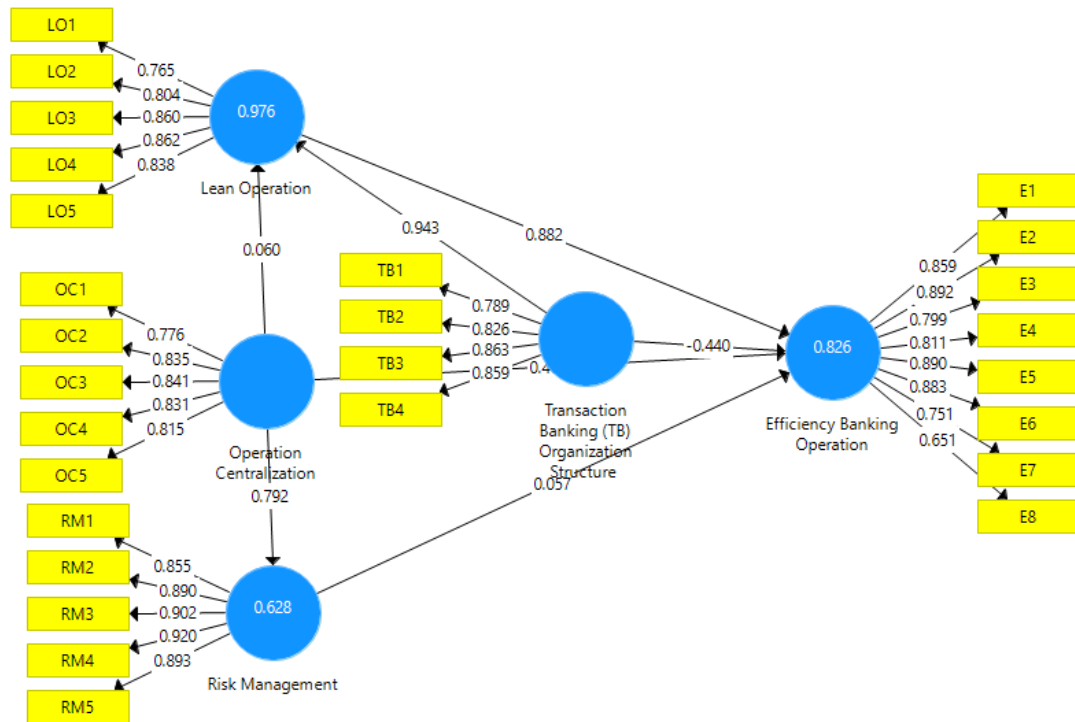 LO1
LO2
LO3
LO4
LO5
0.765
0.804
0.860
0.862
0.838
0.976
Lean Operation
0.060
0.943
0.882
OC1
OC2
OC3
OC4
OC5
0.776
0.835
0.841
0.831
0.815
Operation
Centralization
0.792
TB1
TB2
TB3
TB4
0.789
0.826
0.863
0.859
Transaction
Banking (TB)
Organization
Structure
-0.440
0.057
RM1
RM2
RM3
RM4
RM5
0.855
0.890
0.902
0.920
0.893
0.628
Risk Management
0.826
Efficiency Banking
Operation
0.859
0.892
0.799
0.811
0.890
0.883
0.751
0.651
E1
E2
E3
E4
E5
E6
E7
E8